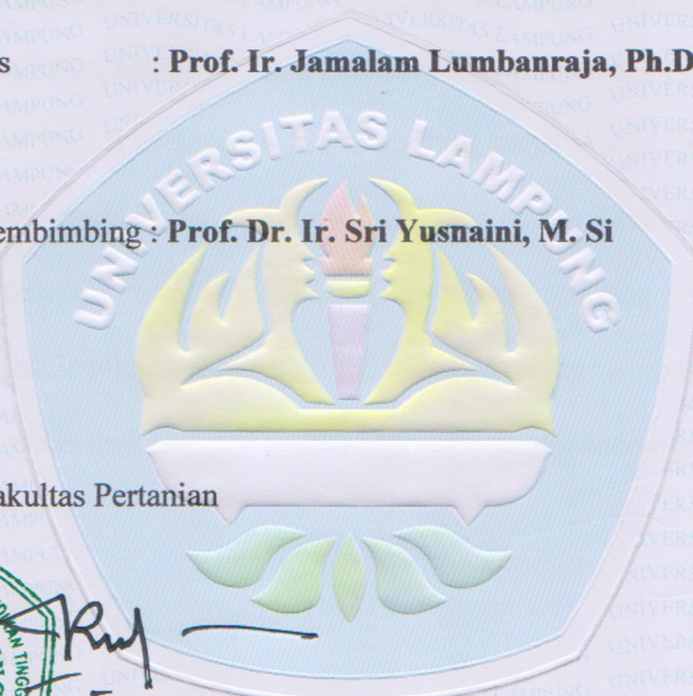 s : Prof. Ir. Jamalam Lumbanraja, Ph.D
UNIVERSITAS LAMPUNG
embimbing : Prof. Dr. Ir. Sri Yusnaini, M. Si
akultas Pertanian